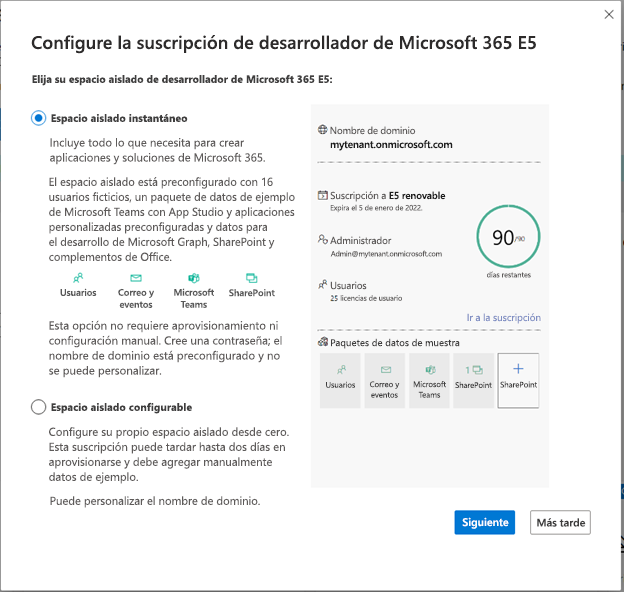 Configure la suscripción de desarrollador de Microsoft 365 E5
Elija su espacio aislado de desarrollador de Microsoft 365 E5:
Espacio aislado instantáneo
Incluye todo lo que necesita para crear
aplicaciones y soluciones de Microsoft 365.
El espacio aislado está preconfigurado con 16
usuarios ficticios, un paquete de datos de ejemplo
de Microsoft Teams con App Studio y aplicaciones
personalizadas preconfiguradas y datos para
el desarrollo de Microsoft Graph, SharePoint y
complementos de Office.
Usuarios
Correo y
eventos
Microsoft
Teams
SharePoint
Esta opción no requiere aprovisionamiento ni
configuración manual. Cree una contraseña; el
nombre de dominio está preconfigurado y no
se puede personalizar.
Espacio aislado configurable
Configure su propio espacio aislado desde cero.
Esta suscripción puede tardar hasta dos días en
aprovisionarse y debe agregar manualmente
datos de ejemplo.
Puede personalizar el nombre de dominio.
Nombre de dominio
mytenant.onmicrosoft.com
Suscripción a E5 renovable
Expira el 5 de enero de 2022.
90/90
días restantes
Administrador
Admin@mytenant.onmicrosoft.com
Usuarios
25 licencias de usuario
Ir a la suscripción
Paquetes de datos de muestra
Usuarios
Correo y
eventos
Microsoft
Teams
1
SharePoint
SharePoint
Siguiente
Más tarde